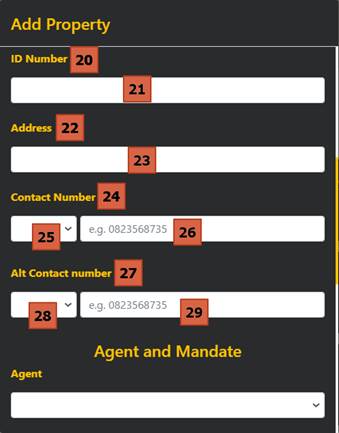 Add Property
ID Number 20
21
Address 22
23
Contact Number 24
25 e.g. 0823568735 26
Alt Contact number 27
28 e.g. 0823568735 29
Agent and Mandate
Agent